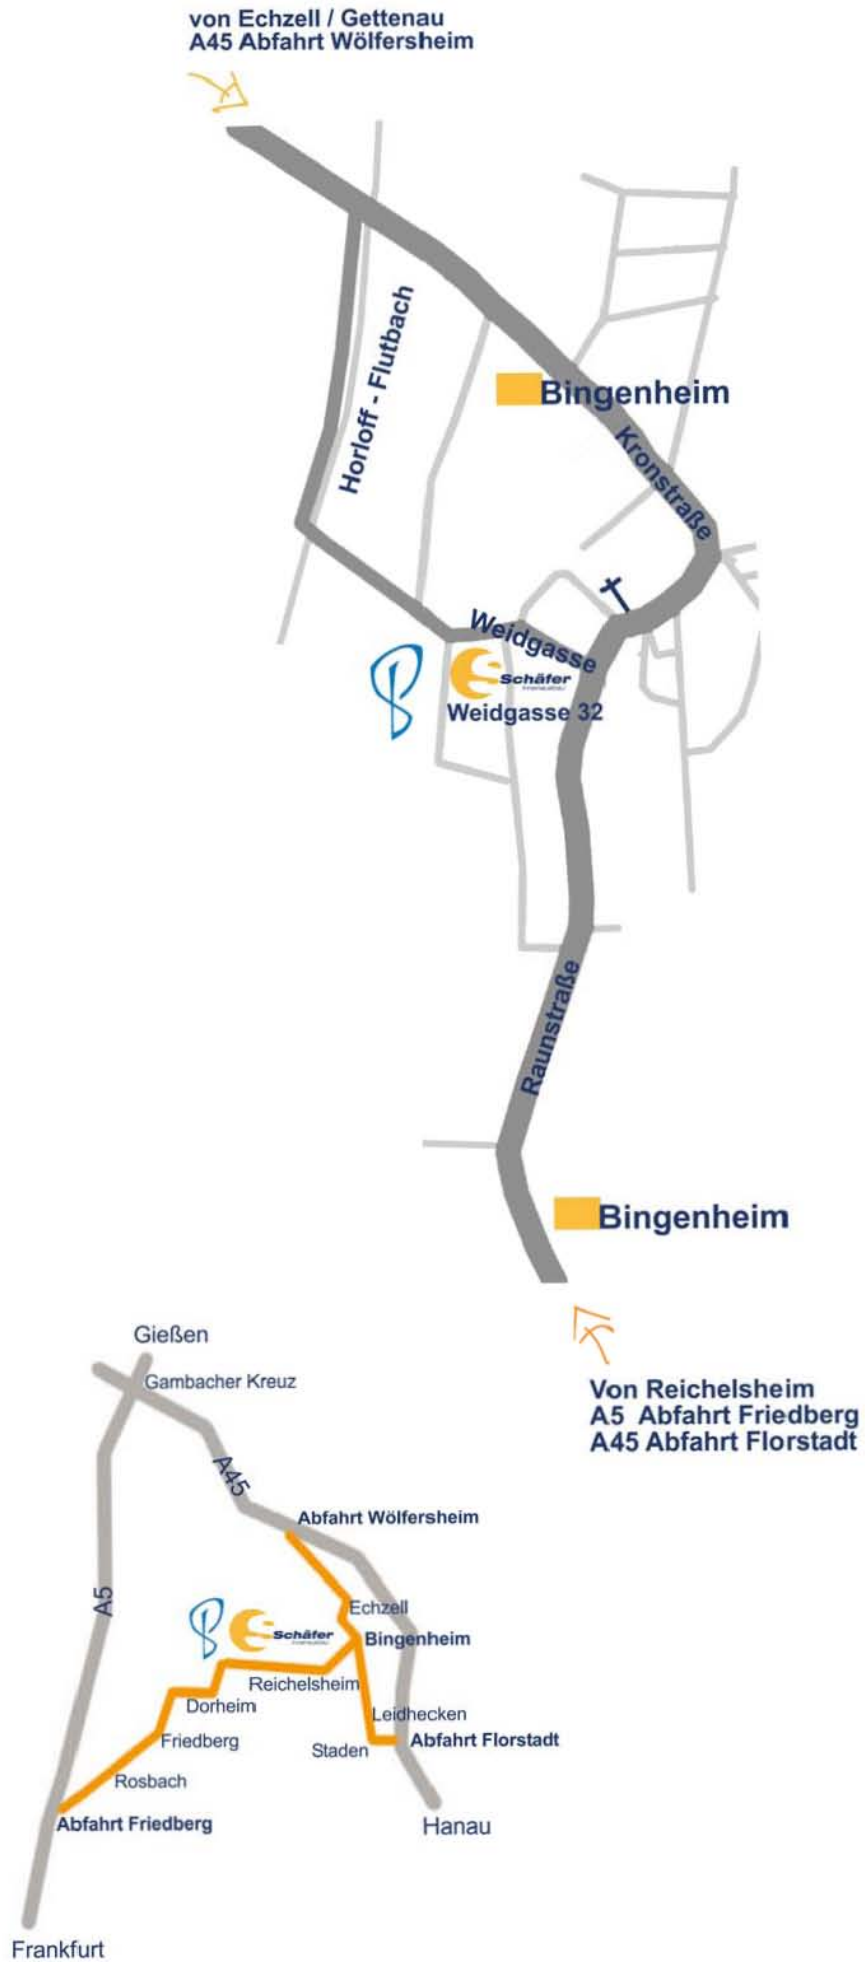 von Echzell / Gettenau
A45 Abfahrt Wölfersheim
Horloff - Flutbach
Bingenheim
Kronstraße
Weidgasse
Schäfer
Weidgasse 32
Raunstraße
Bingenheim
Von Reichelsheim
A5 Abfahrt Friedberg
A45 Abfahrt Florstadt
Gießen
Gambacher Kreuz
A45
Abfahrt Wölfersheim
A5
Echzell
Schäfer
Bingenheim
Reichelsheim
Dorheim
Leidhecken
Friedberg
Staden
Abfahrt Florstadt
Rosbach
Abfahrt Friedberg
Hanau
Frankfurt